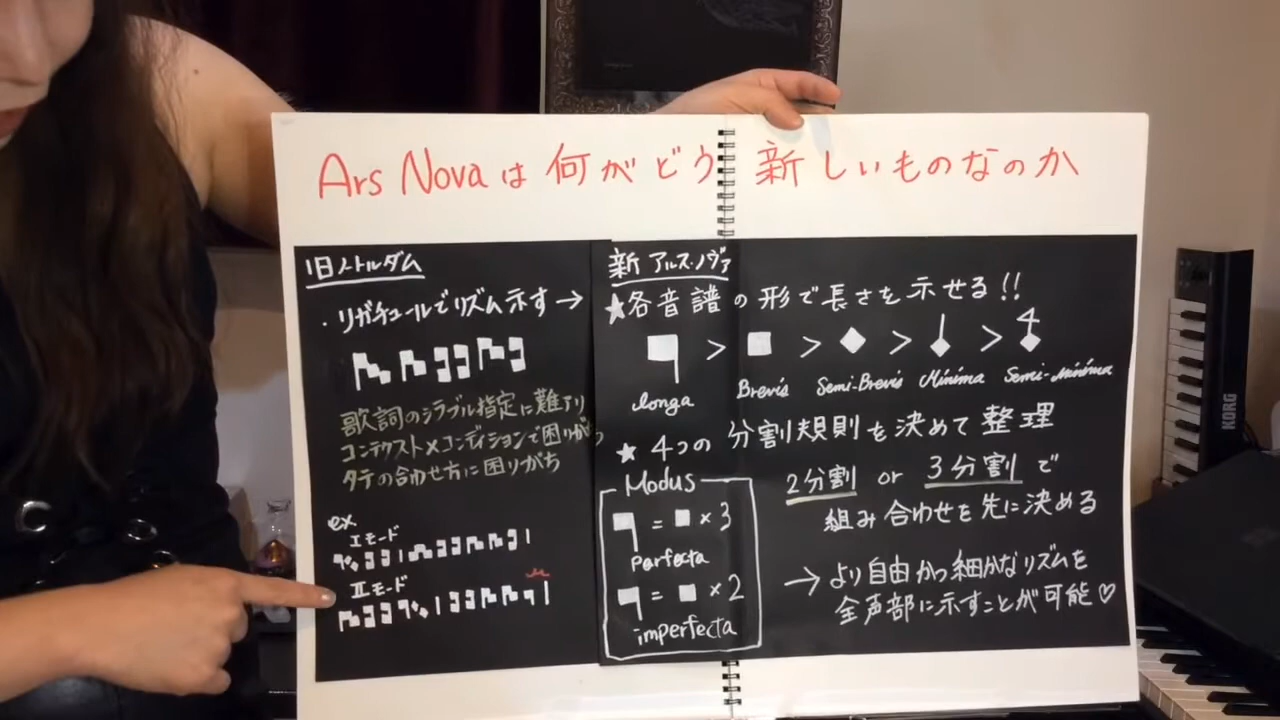 Ars Novaは何がどう新しいものなのか
旧ノートルダム
・リガチュールでリズム示す→
歌詞のシラブル指定に難アリ
コンテクスト×コンディションで困りがち
タテの合わせ方に困りがち
ex
Ⅰモード
Ⅱモード
新 アルス・ノヴァ
★各音譜の形で長さを示せる!!
> > > >
longa Brevis Semi-Brevis Minima Semi-minima
★ 4つの分割規則を決めて整理
Modus
= ×3
perfecta
= ×2
imperfecta
2分割 or 3分割で
組み合わせを先に決める
→より自由かつ細かなリズムを
全声部に示すことが可能♡
KORG